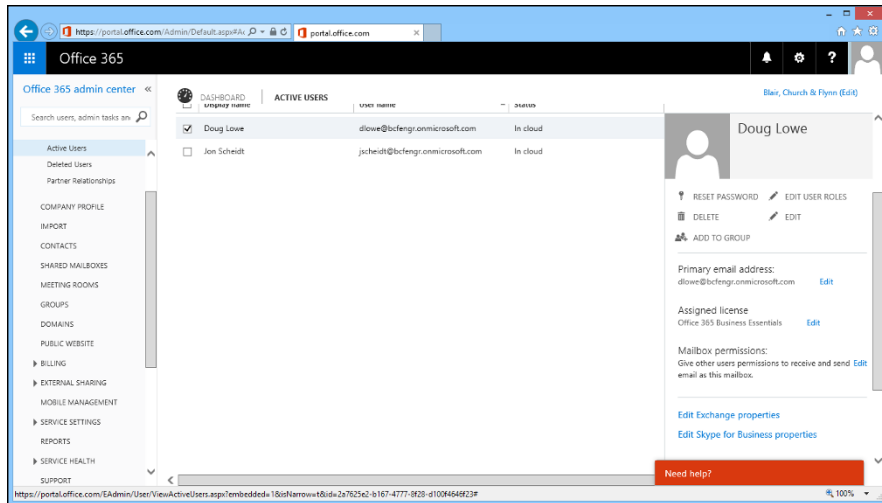 https://portal.office.com/Admin/Default.aspx#Ac
portal.office.com
Office 365
?
Office 365 admin center «
Search users, admin tasks an
Active Users
Deleted Users
Partner Relationships
COMPANY PROFILE
IMPORT
CONTACTS
SHARED MAILBOXES
MEETING ROOMS
GROUPS
DOMAINS
PUBLIC WEBSITE
BILLING
EXTERNAL SHARING
MOBILE MANAGEMENT
SERVICE SETTINGS
REPORTS
SERVICE HEALTH
SUPPORT
DASHBOARD ACTIVE USERS
Display name User name Status
Doug Lowe dlowe@bcfengr.onmicrosoft.com In cloud
Jon Scheidt jscheidt@bcfengr.onmicrosoft.com In cloud
Blair, Church & Flynn (Edit)
Doug Lowe
RESET PASSWORD EDIT USER ROLES
DELETE EDIT
ADD TO GROUP
Primary email address:
dlowe@bcfengr.onmicrosoft.com Edit
Assigned license
Office 365 Business Essentials Edit
Mailbox permissions:
Give other users permissions to receive and send Edit
email as this mailbox.
Edit Exchange properties
Edit Skype for Business properties
Need help?
https://portal.office.com/EAdmin/User/ViewActiveUsers.aspx?embedded=1&isNarrow=t&id=2a7625e2-b167-4777-8f28-d100f4646f23#
100%